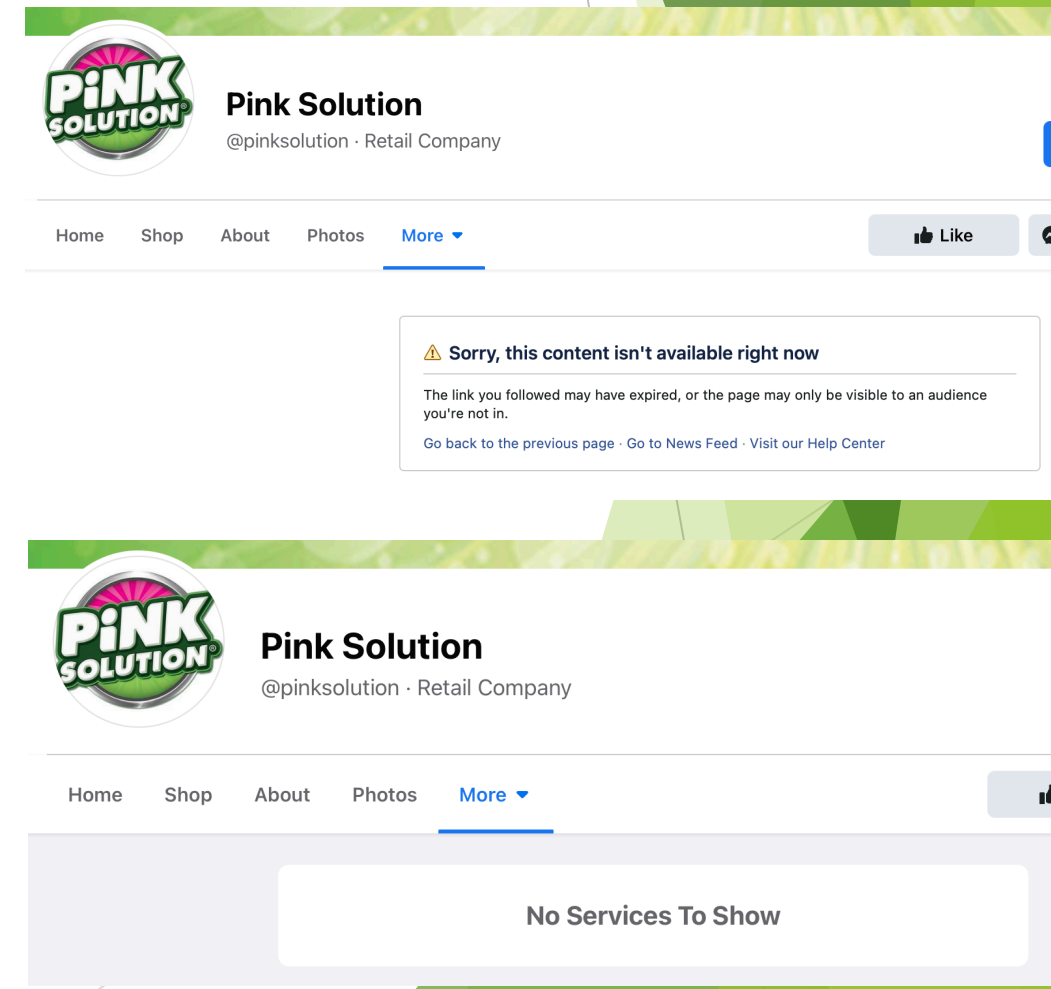 PiNK
SOLUTION®
Pink Solution
@pinksolution · Retail Company
Home Shop About Photos More
Like
Sorry, this content isn't available right now
The link you followed may have expired, or the page may only be visible to an audience
you're not in.
Go back to the previous page · Go to News Feed · Visit our Help Center
PiNK
SOLUTION®
Pink Solution
@pinksolution · Retail Company
Home Shop About Photos More
No Services To Show